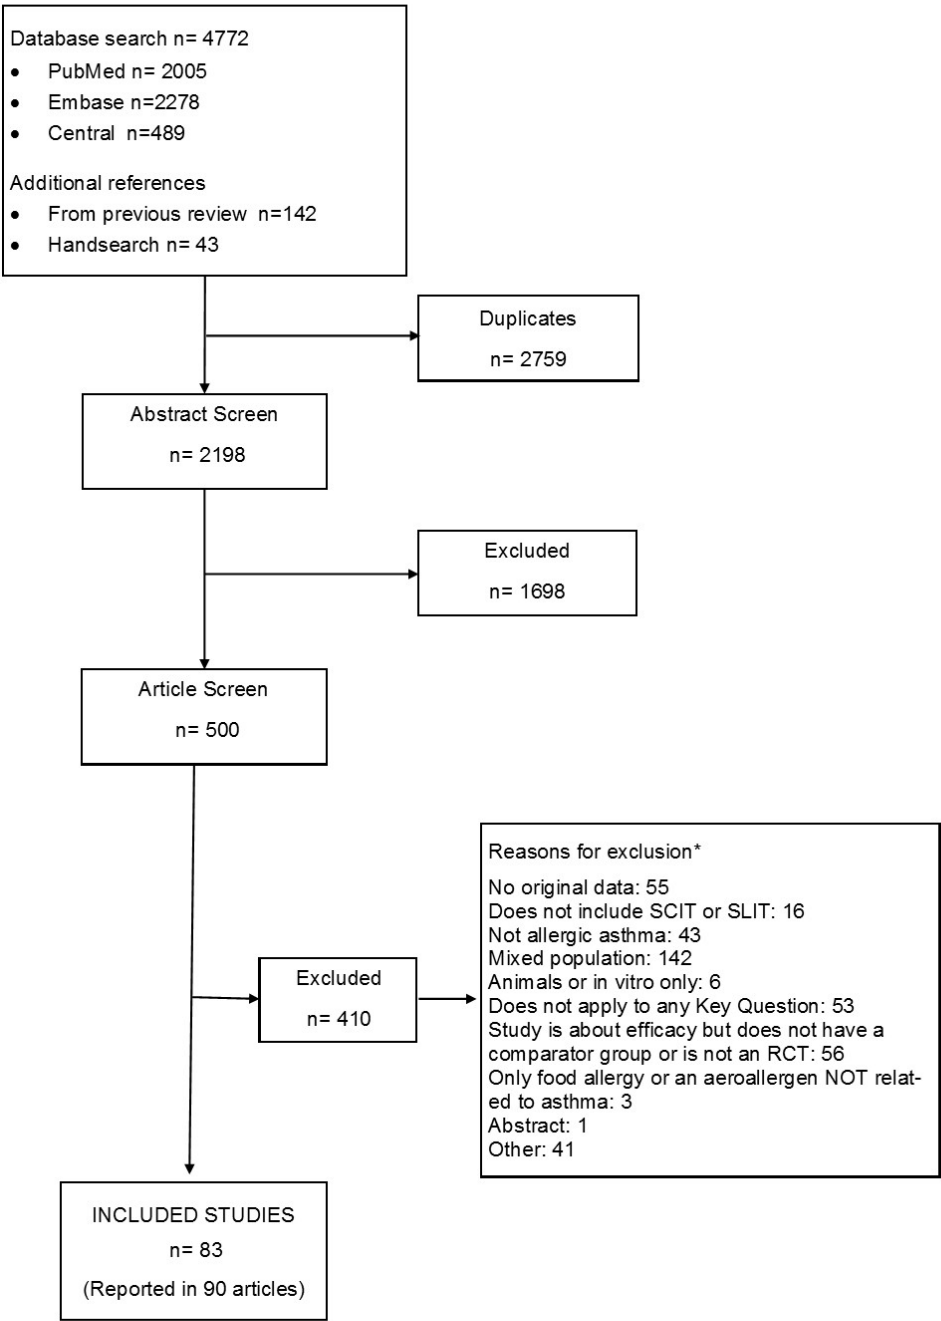 Database search n= 4772
• PubMed n= 2005
• Embase n=2278
• Central n=489
Additional references
• From previous review n=142
• Handsearch n= 43
Duplicates
n= 2759
Abstract Screen
n= 2198
Excluded
n= 1698
Article Screen
n= 500
Reasons for exclusion*
No original data: 55
Does not include SCIT or SLIT: 16
Not allergic asthma: 43
Mixed population: 142
Animals or in vitro only: 6
Does not apply to any Key Question: 53
Study is about efficacy but does not have a
comparator group or is not an RCT: 56
Only food allergy or an aeroallergen NOT relat-
ed to asthma: 3
Abstract: 1
Other: 41
Excluded
n= 410
INCLUDED STUDIES
n= 83
(Reported in 90 articles)